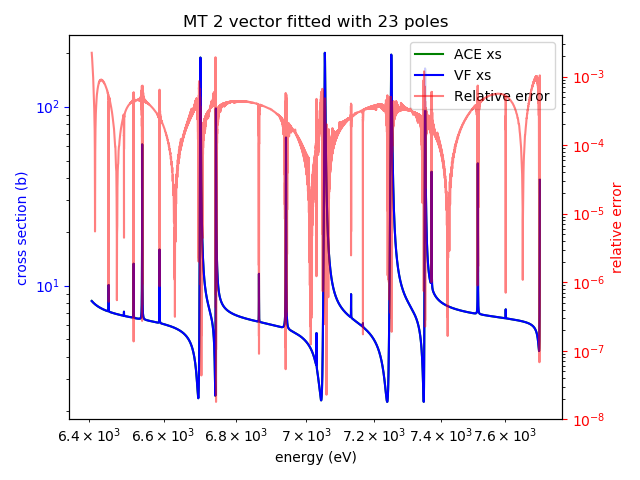 MT 2 vector fitted with 23 poles
ACE xs
VF xs
Relative error
cross section (b)
10²
10¹
relative error
10⁻³
10⁻⁴
10⁻⁵
10⁻⁶
10⁻⁷
10⁻⁸
6.4 × 10³ 6.6 × 10³ 6.8 × 10³ 7 × 10³ 7.2 × 10³ 7.4 × 10³ 7.6 × 10³
energy (eV)